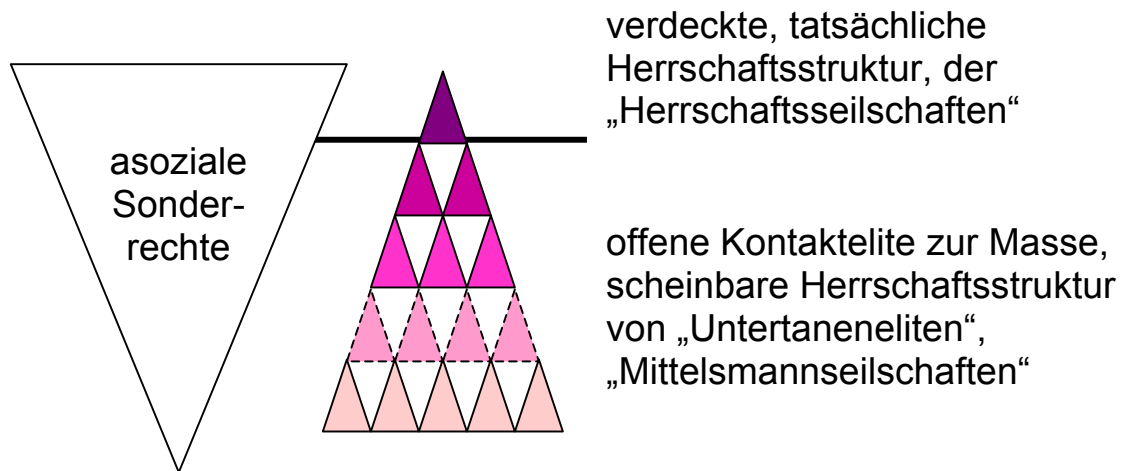 verdeckte, tatsächliche
Herrschaftsstruktur, der
„Herrschaftsseilschaften“
asoziale
Sonder-
rechte
offene Kontaktelite zur Masse,
scheinbare Herrschaftsstruktur
von „Untertaneneliten“,
„Mittelsmannseilschaften“